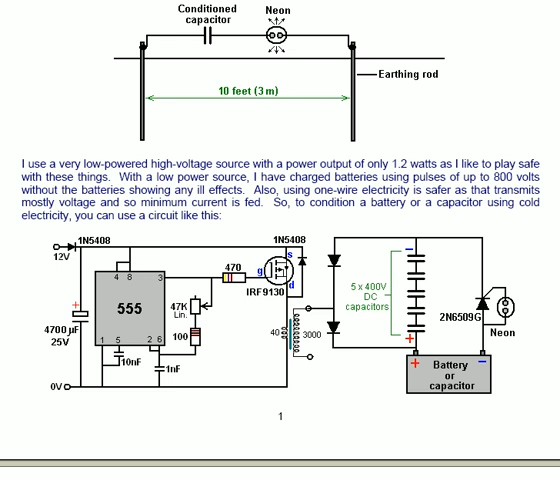 Conditioned
capacitor
Neon
Earthing rod
10 feet (3 m)
I use a very low-powered high-voltage source with a power output of only 1.2 watts as I like to play safe
with these things. With a low power source, I have charged batteries using pulses of up to 800 volts
without the batteries showing any ill effects. Also, using one-wire electricity is safer as that transmits
mostly voltage and so minimum current is fed. So, to condition a battery or a capacitor using cold
electricity, you can use a circuit like this:
1N5408
12V
1N5408
4 8
3
470
g
s
d
IRF9130
555
47K
Lin.
100
+
4700 µF
25V
1 5
2 6
10nF
1nF
0V
40
3000
5 x 400V
DC
capacitors
−
+
2N6509G
Neon
+ −
Battery
or
capacitor
1